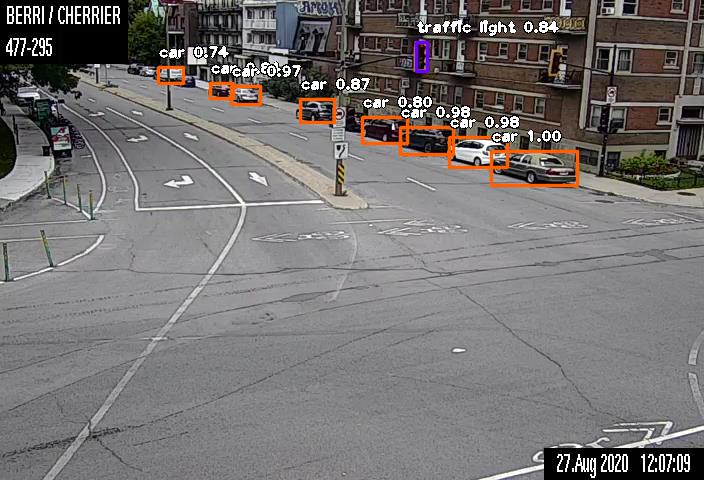 BERRI / CHERRIER
477-295
traffic light 0.84
car 0.74
car 0.97
car 0.87
car 0.80
car 0.98
car 0.98
car 1.00
27.Aug 2020 12:07:09